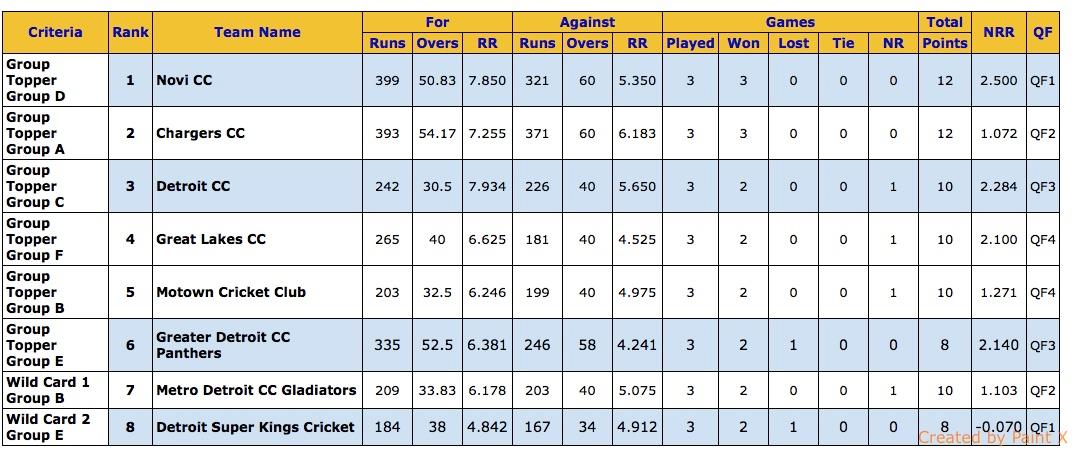 Criteria Rank Team Name For Against Games Total Points NRR QF
Runs Overs RR Runs Overs RR Played Won Lost Tie NR
Group Topper Group D 1 Novi CC 399 50.83 7.850 321 60 5.350 3 3 0 0 0 12 2.500 QF1
Group Topper Group A 2 Chargers CC 393 54.17 7.255 371 60 6.183 3 3 0 0 0 12 1.072 QF2
Group Topper Group C 3 Detroit CC 242 30.5 7.934 226 40 5.650 3 2 0 0 1 10 2.284 QF3
Group Topper Group F 4 Great Lakes CC 265 40 6.625 181 40 4.525 3 2 0 0 1 10 2.100 QF4
Group Topper Group B 5 Motown Cricket Club 203 32.5 6.246 199 40 4.975 3 2 0 0 1 10 1.271 QF4
Group Topper Group E 6 Greater Detroit CC Panthers 335 52.5 6.381 246 58 4.241 3 2 1 0 0 8 2.140 QF3
Wild Card 1 Group B 7 Metro Detroit CC Gladiators 209 33.83 6.178 203 40 5.075 3 2 0 0 1 10 1.103 QF2
Wild Card 2 Group E 8 Detroit Super Kings Cricket 184 38 4.842 167 34 4.912 3 2 1 0 0 8 -0.070 QF1
Created by Paint X